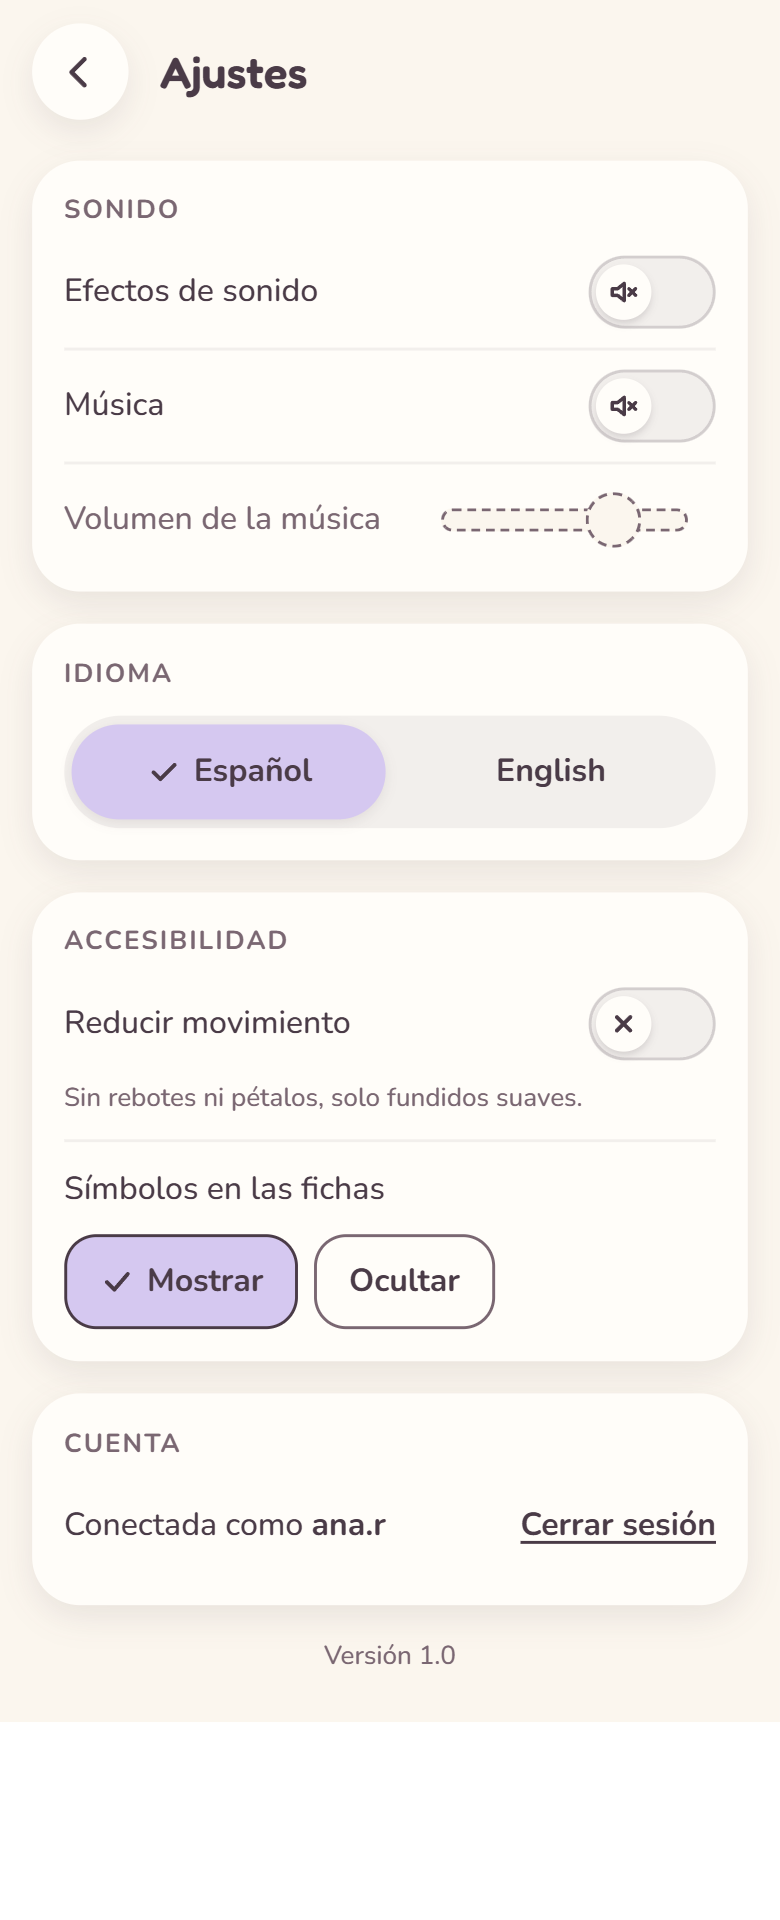 Ajustes
SONIDO
Efectos de sonido
Música
Volumen de la música
IDIOMA
Español English
ACCESIBILIDAD
Reducir movimiento
Sin rebotes ni pétalos, solo fundidos suaves.
Símbolos en las fichas
Mostrar Ocultar
CUENTA
Conectada como ana.r Cerrar sesión
Versión 1.0